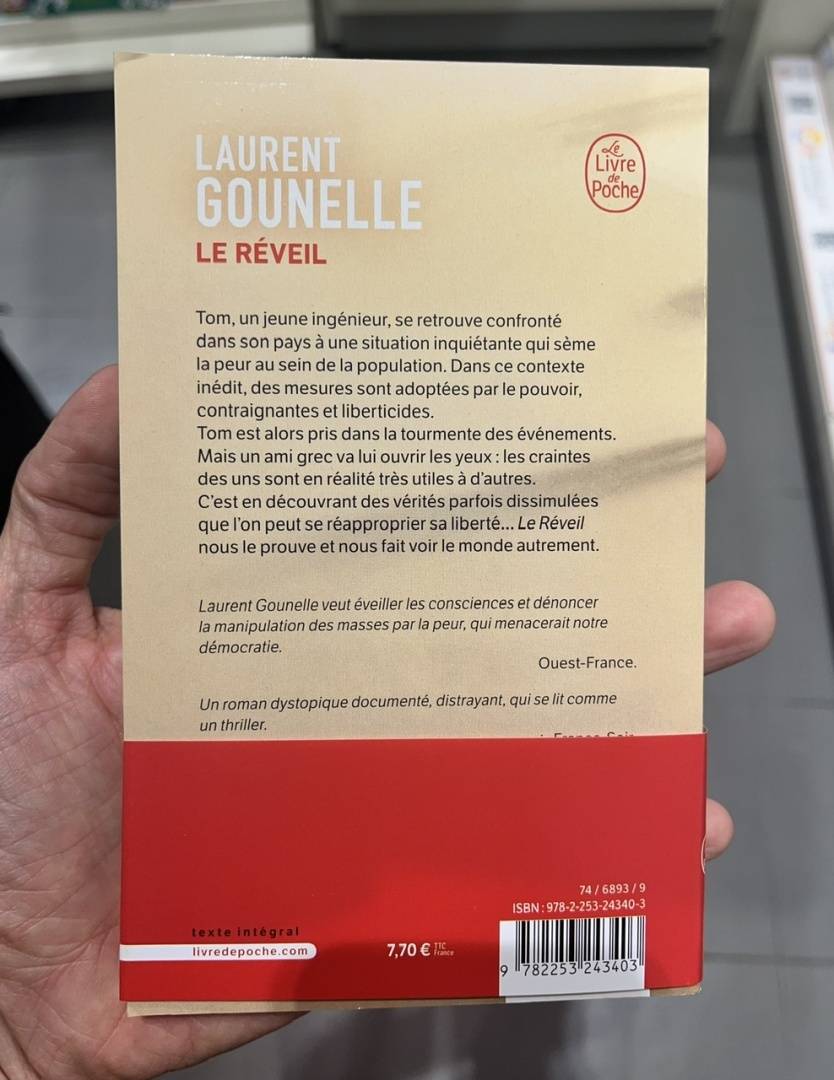 LAURENT
GOUNELLE
LE RÉVEIL
Le
Livre
de
Poche
Tom, un jeune ingénieur, se retrouve confronté
dans son pays à une situation inquiétante qui sème
la peur au sein de la population. Dans ce contexte
inédit, des mesures sont adoptées par le pouvoir,
contraignantes et liberticides.
Tom est alors pris dans la tourmente des événements.
Mais un ami grec va lui ouvrir les yeux : les craintes
des uns sont en réalité très utiles à d'autres.
C'est en découvrant des vérités parfois dissimulées
que l'on peut se réapproprier sa liberté... Le Réveil
nous le prouve et nous fait voir le monde autrement.
Laurent Gounelle veut éveiller les consciences et dénoncer
la manipulation des masses par la peur, qui menacerait notre
démocratie.
Ouest-France.
Un roman dystopique documenté, distrayant, qui se lit comme
un thriller.
74 / 6893 / 9
ISBN : 978-2-253-24340-3
texte intégral
livredepoche.com
7,70 € TTC
France
9 782253 243403